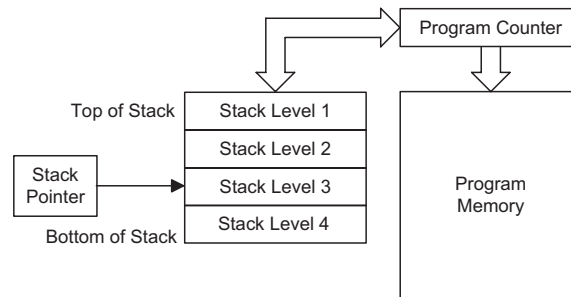 Program Counter
Top of Stack
Stack Level 1
Stack Level 2
Stack
Pointer
Stack Level 3
Bottom of Stack
Stack Level 4
Program
Memory